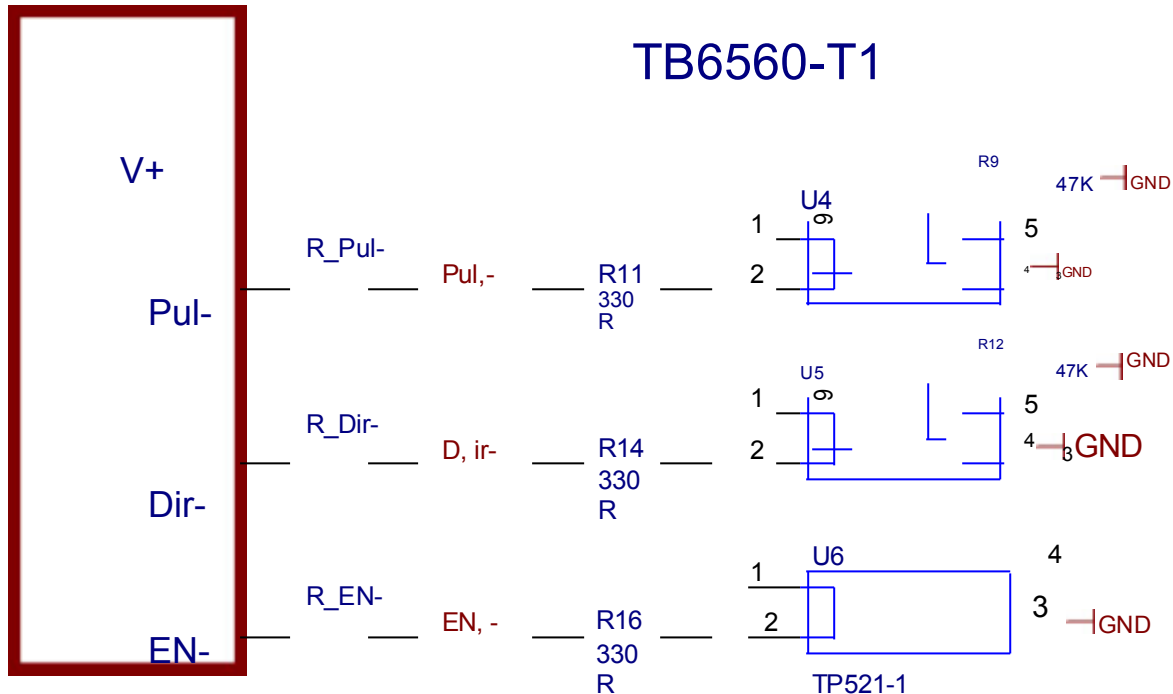 TB6560-T1
V+
R9
47K
GND
U4
6
1
5
R_Pul-
Pul,-
R11
330
R
2
4
3
GND
Pul-
R12
47K
GND
U5
6
1
5
R_Dir-
D, ir-
R14
330
R
2
4
3
GND
Dir-
U6
4
1
R_EN-
EN, -
R16
330
R
2
3
GND
EN-
TP521-1